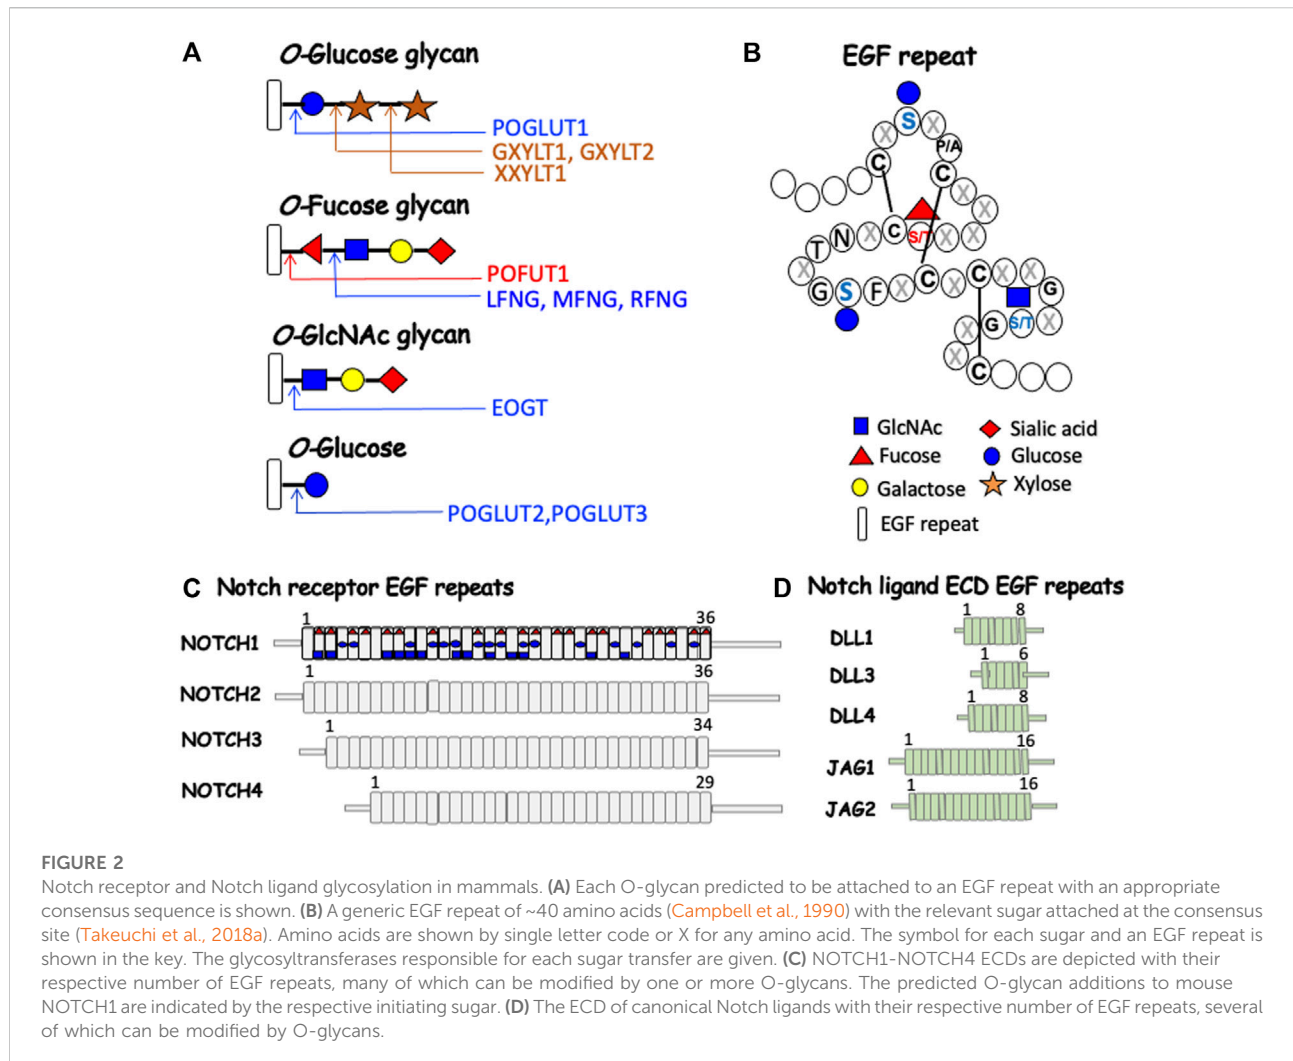 A
O-Glucose glycan
POGLUT1
GXYLT1, GXYLT2
XXYLT1
O-Fucose glycan
POFUT1
LFNG, MFNG, RFNG
O-GlcNAc glycan
EOGT
O-Glucose
POGLUT2,POGLUT3
B
EGF repeat
S
X X
P/A
C C
X
X
T N X C S/T X X
X
G S F X C X C X X G
X G S/T X
X
C
GlcNAc
Sialic acid
Fucose
Glucose
Galactose
Xylose
EGF repeat
C Notch receptor EGF repeats
1 36
NOTCH1
1 36
NOTCH2
1 34
NOTCH3
1 29
NOTCH4
D Notch ligand ECD EGF repeats
1 8
DLL1
1 6
DLL3
1 8
DLL4
1 16
JAG1
1 16
JAG2
FIGURE 2
Notch receptor and Notch ligand glycosylation in mammals. (A) Each O-glycan predicted to be attached to an EGF repeat with an appropriate
consensus sequence is shown. (B) A generic EGF repeat of ~40 amino acids (Campbell et al., 1990) with the relevant sugar attached at the consensus
site (Takeuchi et al., 2018a). Amino acids are shown by single letter code or X for any amino acid. The symbol for each sugar and an EGF repeat is
shown in the key. The glycosyltransferases responsible for each sugar transfer are given. (C) NOTCH1-NOTCH4 ECDs are depicted with their
respective number of EGF repeats, many of which can be modified by one or more O-glycans. The predicted O-glycan additions to mouse
NOTCH1 are indicated by the respective initiating sugar. (D) The ECD of canonical Notch ligands with their respective number of EGF repeats, several
of which can be modified by O-glycans.